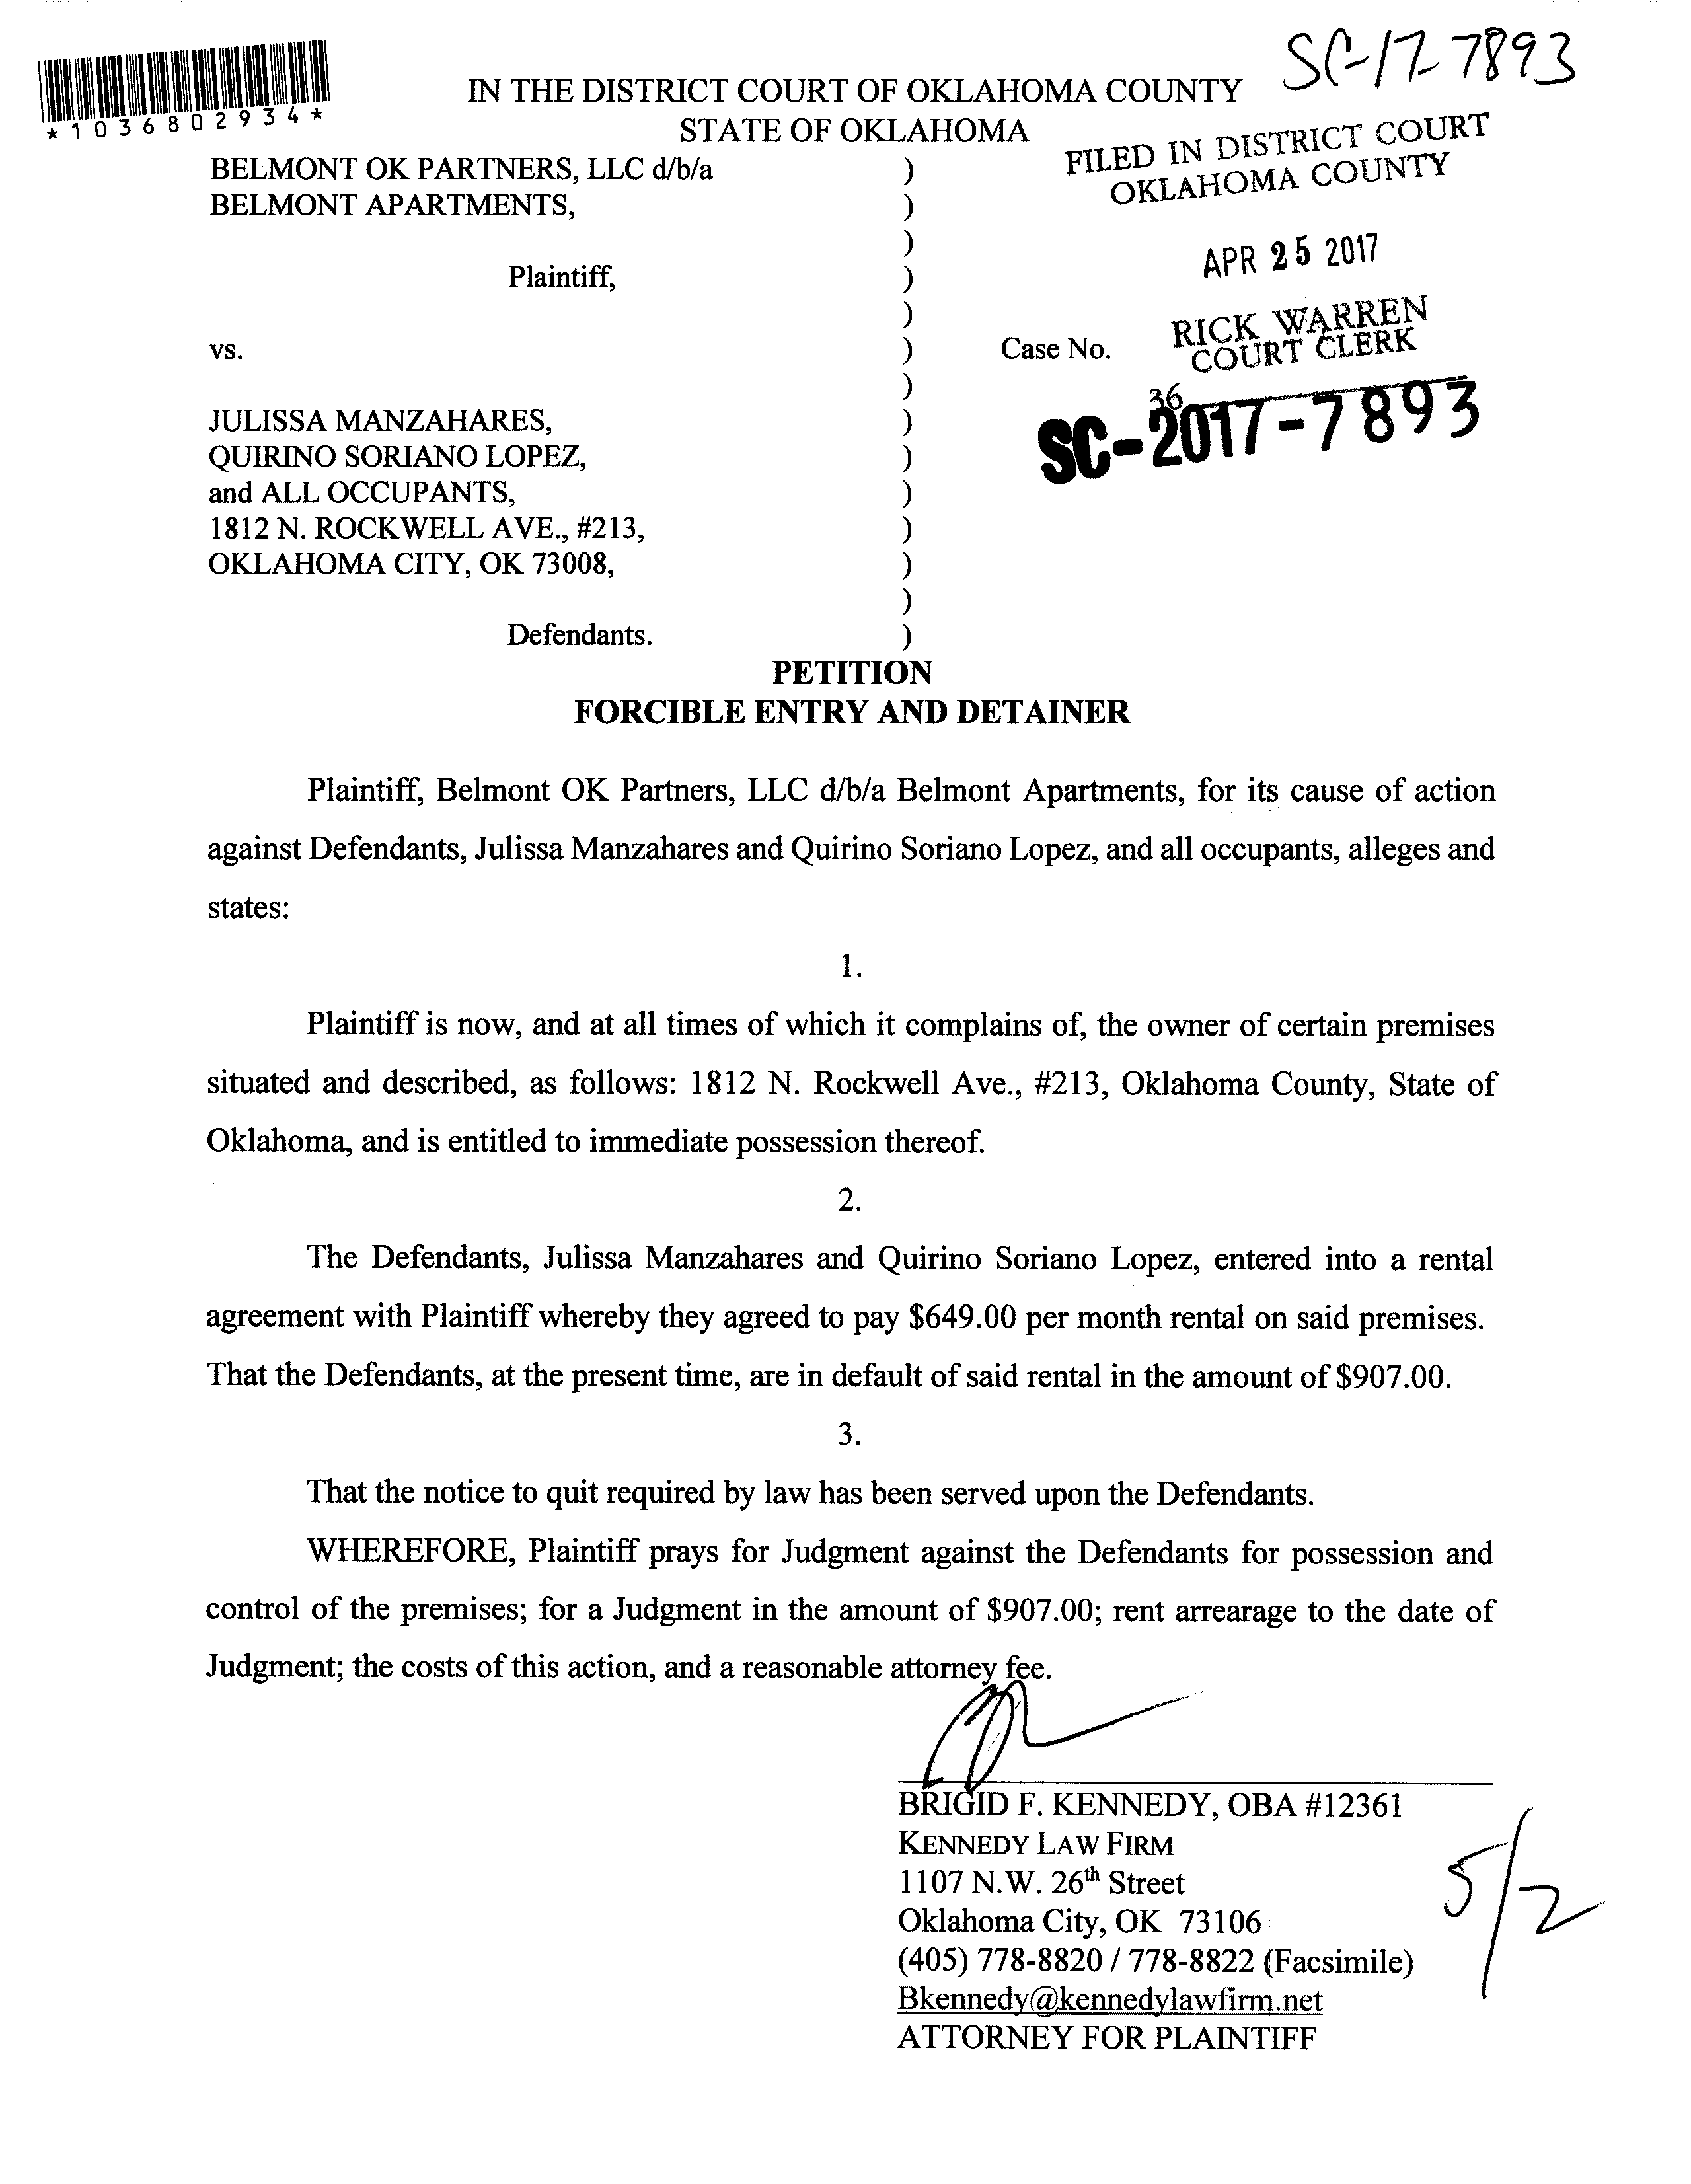 SC-17-7893
*1036802934*
IN THE DISTRICT COURT OF OKLAHOMA COUNTY
STATE OF OKLAHOMA
FILED IN DISTRICT COURT
OKLAHOMA COUNTY
BELMONT OK PARTNERS, LLC d/b/a )
BELMONT APARTMENTS, )
)
APR 25 2017
Plaintiff, )
)
RICK WARREN
COURT CLERK
vs. ) Case No.
)
36
SC-2017-7893
JULISSA MANZAHARES, )
QUIRINO SORIANO LOPEZ, )
and ALL OCCUPANTS, )
1812 N. ROCKWELL AVE., #213, )
OKLAHOMA CITY, OK 73008, )
)
Defendants. )
PETITION
FORCIBLE ENTRY AND DETAINER
Plaintiff, Belmont OK Partners, LLC d/b/a Belmont Apartments, for its cause of action
against Defendants, Julissa Manzahares and Quirino Soriano Lopez, and all occupants, alleges and
states:
1.
Plaintiff is now, and at all times of which it complains of, the owner of certain premises
situated and described, as follows: 1812 N. Rockwell Ave., #213, Oklahoma County, State of
Oklahoma, and is entitled to immediate possession thereof.
2.
The Defendants, Julissa Manzahares and Quirino Soriano Lopez, entered into a rental
agreement with Plaintiff whereby they agreed to pay $649.00 per month rental on said premises.
That the Defendants, at the present time, are in default of said rental in the amount of $907.00.
3.
That the notice to quit required by law has been served upon the Defendants.
WHEREFORE, Plaintiff prays for Judgment against the Defendants for possession and
control of the premises; for a Judgment in the amount of $907.00; rent arrearage to the date of
Judgment; the costs of this action, and a reasonable attorney fee.
BRIGID F. KENNEDY, OBA #12361
KENNEDY LAW FIRM
1107 N.W. 26th Street
Oklahoma City, OK 73106
(405) 778-8820 / 778-8822 (Facsimile)
Bkennedy@kennedylawfirm.net
ATTORNEY FOR PLAINTIFF
5/2